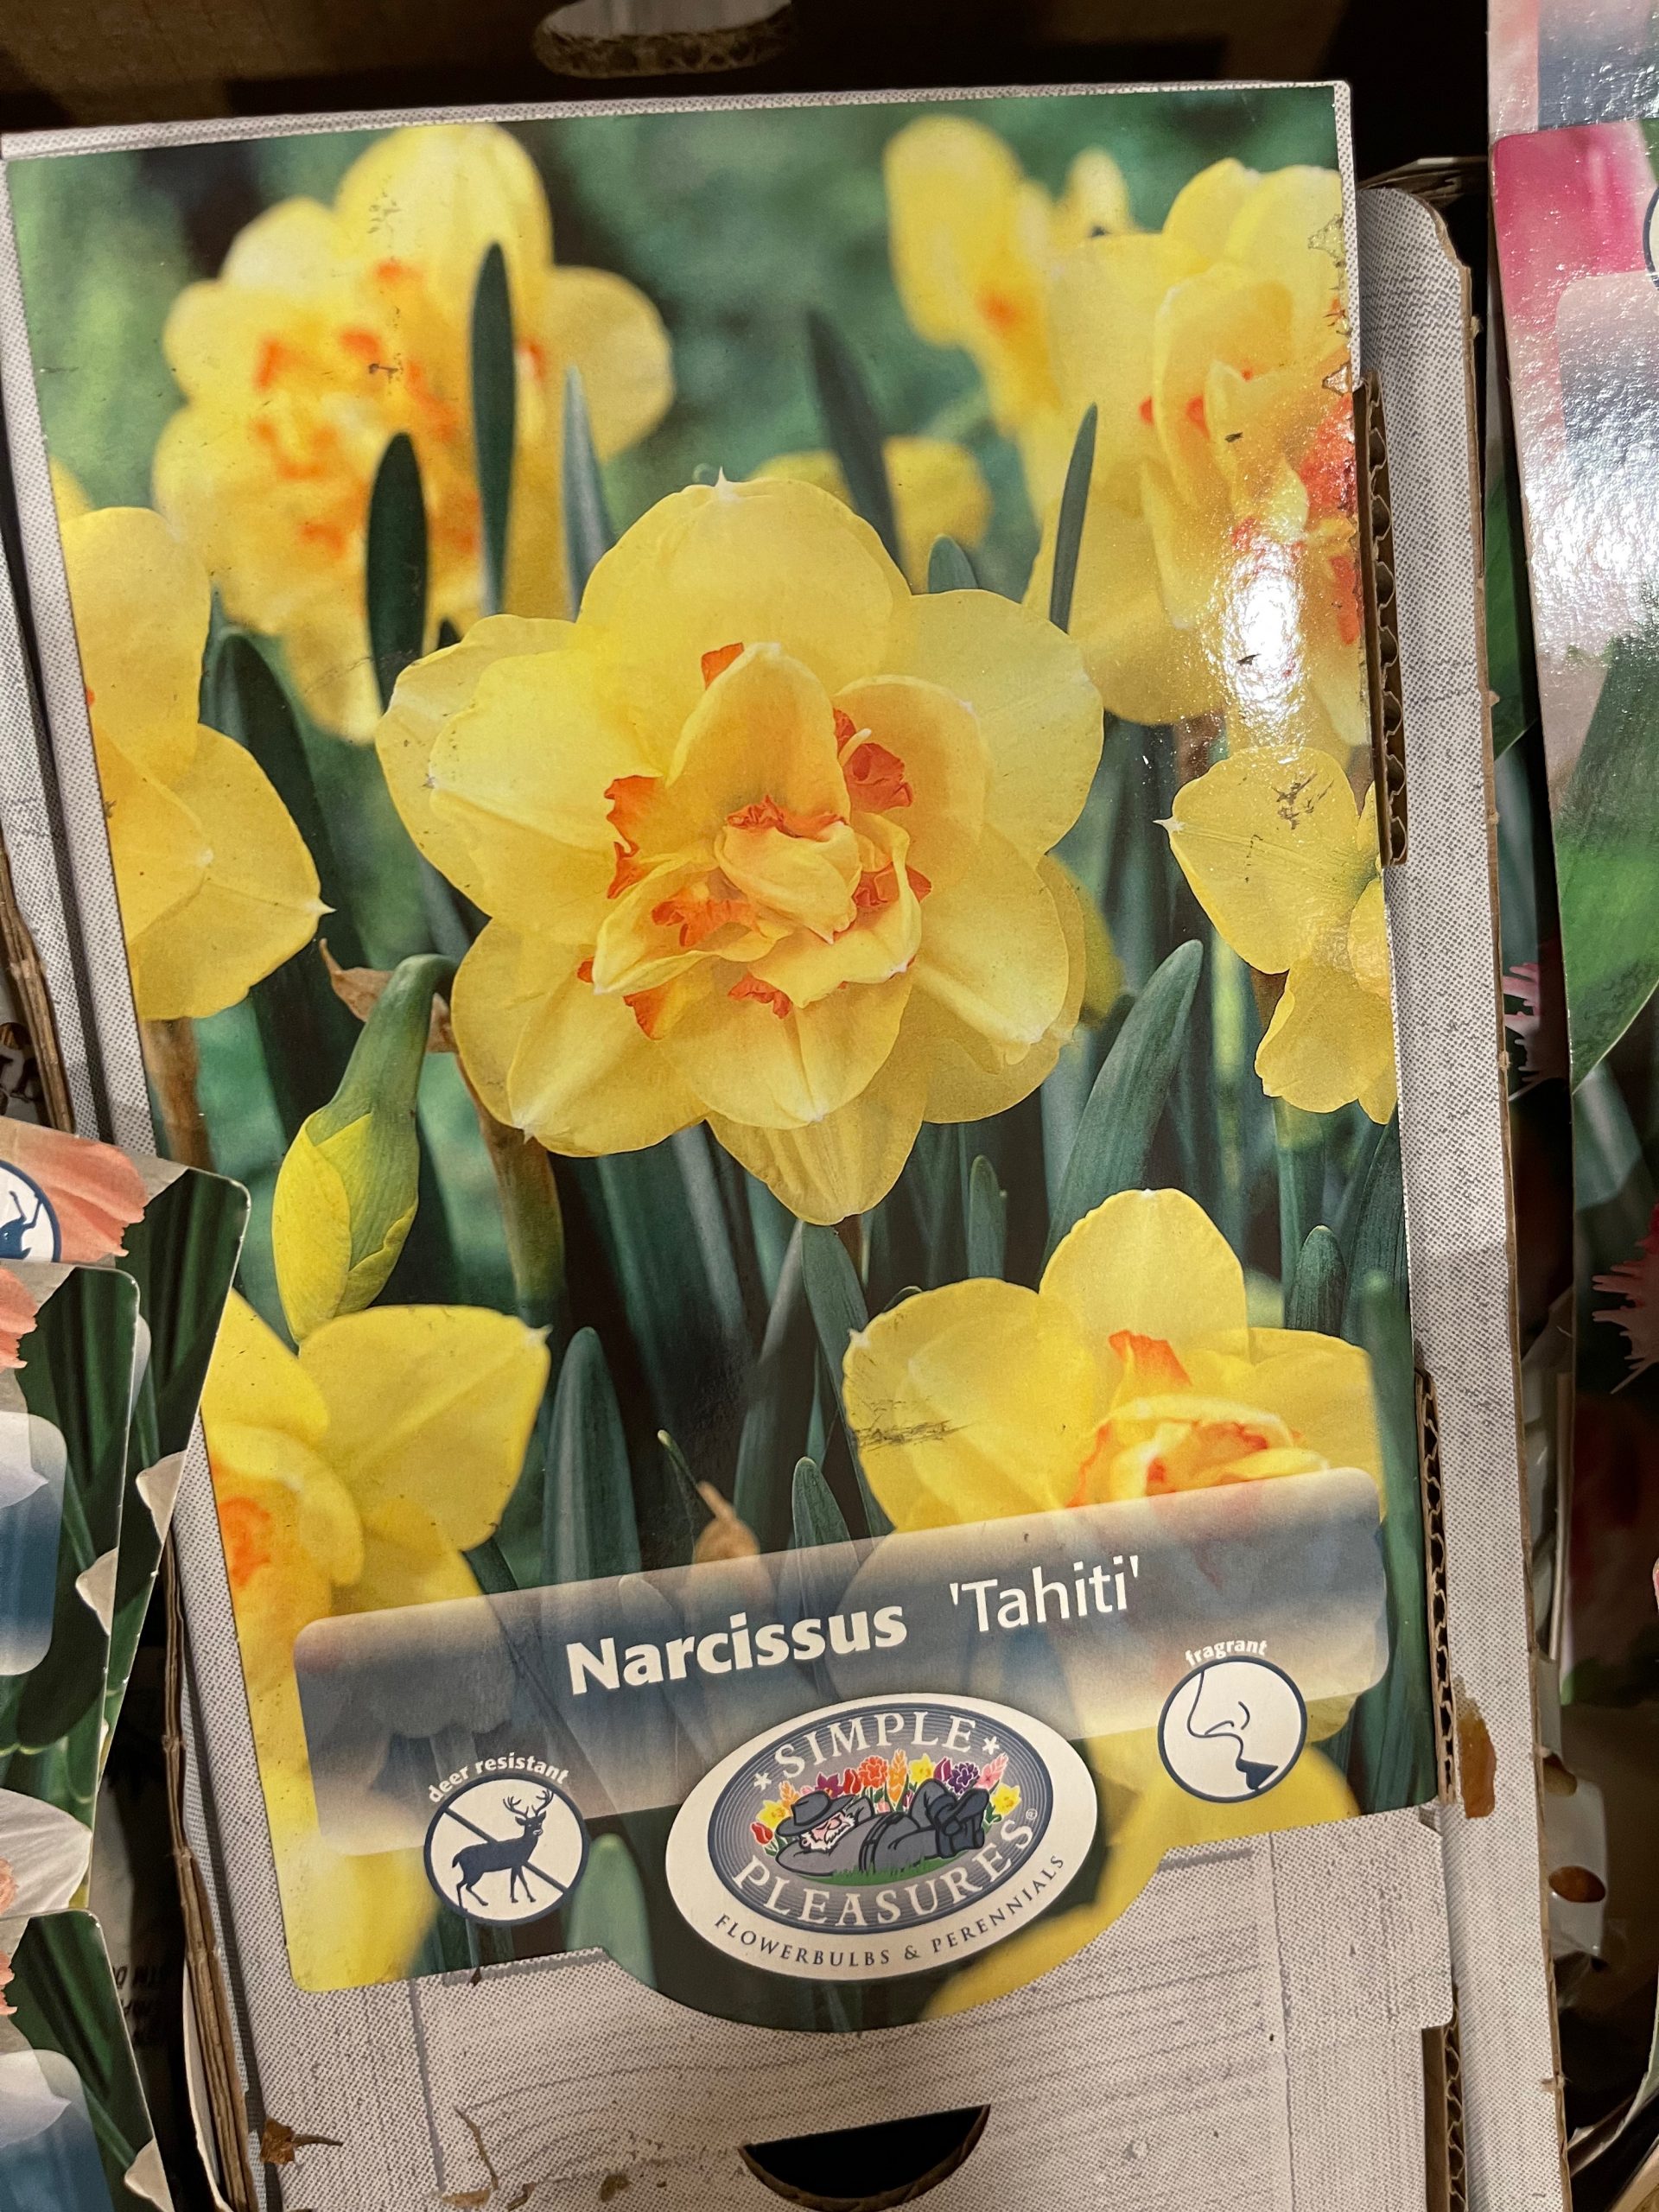 Narcissus 'Tahiti'
fragrant
deer resistant
SIMPLE
PLEASURES®
FLOWERBULBS & PERENNIALS